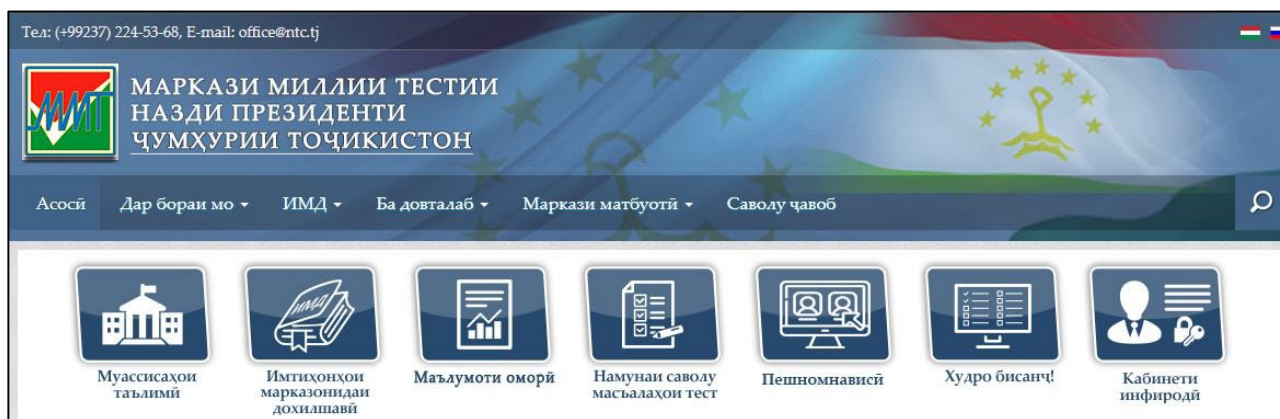 Тел: (+99237) 224-53-68, E-mail: office@ntc.tj
ММТ
МАРКАЗИ МИЛЛИИ ТЕСТИИ
НАЗДИ ПРЕЗИДЕНТИ
ҶУМҲУРИИ ТОҶИКИСТОН
Асосӣ Дар бораи мо ИМД Ба довталаб Маркази матбуотӣ Саволу ҷавоб
ИМД
Муассисаҳои
таълимӣ
Имтиҳонҳои
марказонидаи
дохилшавӣ
Маълумоти оморӣ
Намунаи саволу
масъалаҳои тест
Пешномнависӣ
Худро бисанҷ!
Кабинети
инфиродӣ